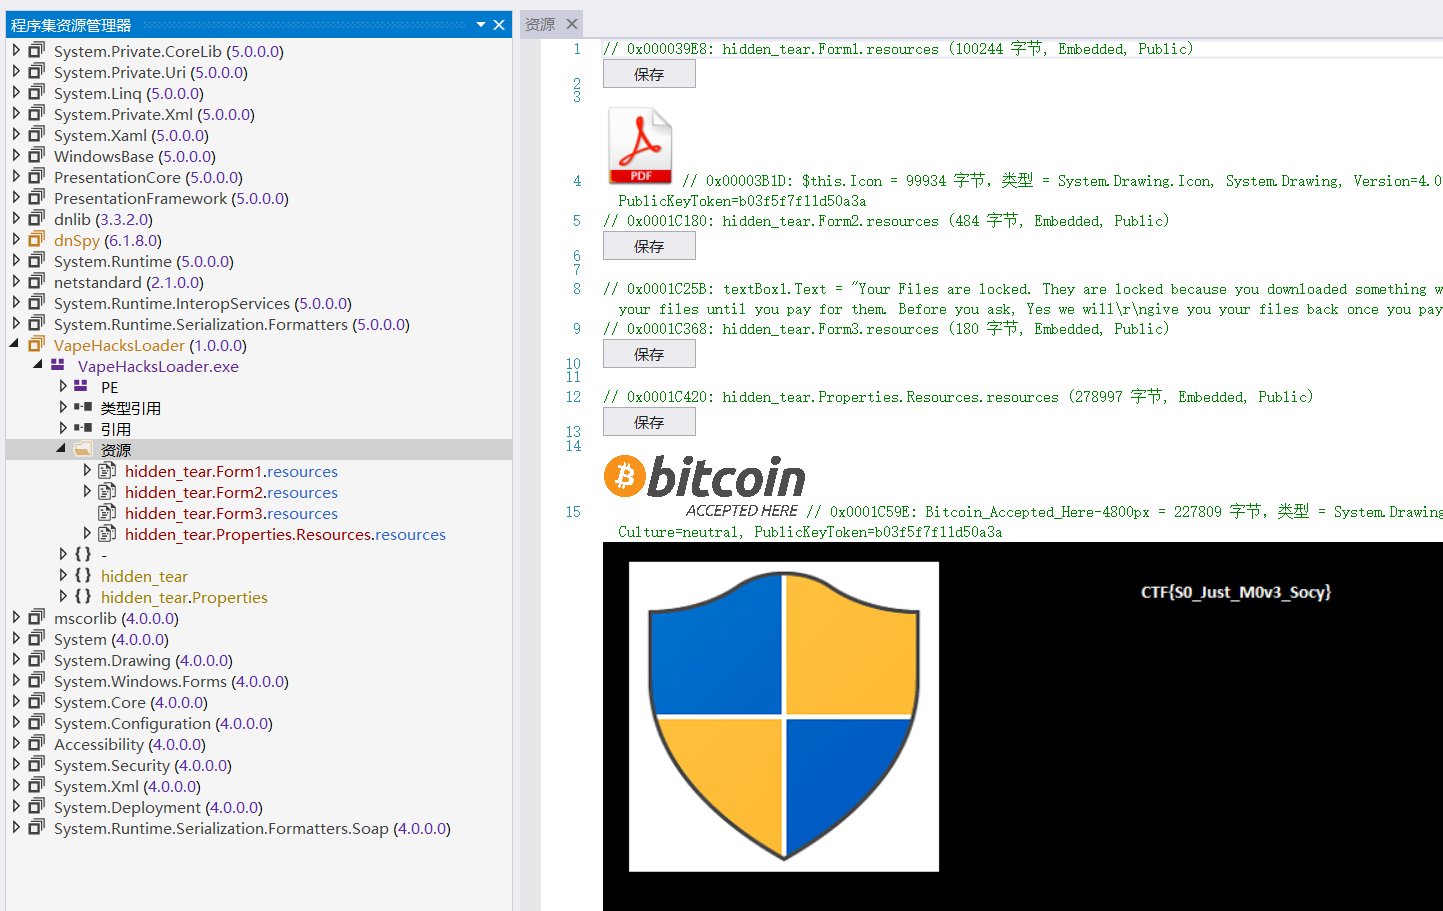 程序集资源管理器
System.Private.CoreLib (5.0.0.0)
System.Private.Uri (5.0.0.0)
System.Linq (5.0.0.0)
System.Private.Xml (5.0.0.0)
System.Xaml (5.0.0.0)
WindowsBase (5.0.0.0)
PresentationCore (5.0.0.0)
PresentationFramework (5.0.0.0)
dnlib (3.3.2.0)
dnSpy (6.1.8.0)
System.Runtime (5.0.0.0)
netstandard (2.1.0.0)
System.Runtime.InteropServices (5.0.0.0)
System.Runtime.Serialization.Formatters (5.0.0.0)
VapeHacksLoader (1.0.0.0)
VapeHacksLoader.exe
PE
类型引用
引用
资源
hidden_tear.Form1.resources
hidden_tear.Form2.resources
hidden_tear.Form3.resources
hidden_tear.Properties.Resources.resources
{ } -
{ } hidden_tear
{ } hidden_tear.Properties
mscorlib (4.0.0.0)
System (4.0.0.0)
System.Drawing (4.0.0.0)
System.Windows.Forms (4.0.0.0)
System.Core (4.0.0.0)
System.Configuration (4.0.0.0)
Accessibility (4.0.0.0)
System.Security (4.0.0.0)
System.Xml (4.0.0.0)
System.Deployment (4.0.0.0)
System.Runtime.Serialization.Formatters.Soap (4.0.0.0)
资源
1 // 0x000039E8: hidden_tear.Form1.resources (100244 字节, Embedded, Public)
保存
2
3
PDF
4 // 0x00003B1D: $this.Icon = 99934 字节, 类型 = System.Drawing.Icon, System.Drawing, Version=4.0
PublicKeyToken=b03f5f7f11d50a3a
5 // 0x0001C180: hidden_tear.Form2.resources (484 字节, Embedded, Public)
保存
6
7
8 // 0x0001C25B: textBox1.Text = "Your Files are locked. They are locked because you downloaded something w
your files until you pay for them. Before you ask, Yes we will\r\ngive you your files back once you pay
9 // 0x0001C368: hidden_tear.Form3.resources (180 字节, Embedded, Public)
保存
10
11
12 // 0x0001C420: hidden_tear.Properties.Resources.resources (278997 字节, Embedded, Public)
保存
13
14
bitcoin
ACCEPTED HERE
15 // 0x0001C59E: Bitcoin_Accepted_Here-4800px = 227809 字节, 类型 = System.Drawing
Culture=neutral, PublicKeyToken=b03f5f7f11d50a3a
CTF{S0_Just_M0v3_Socy}